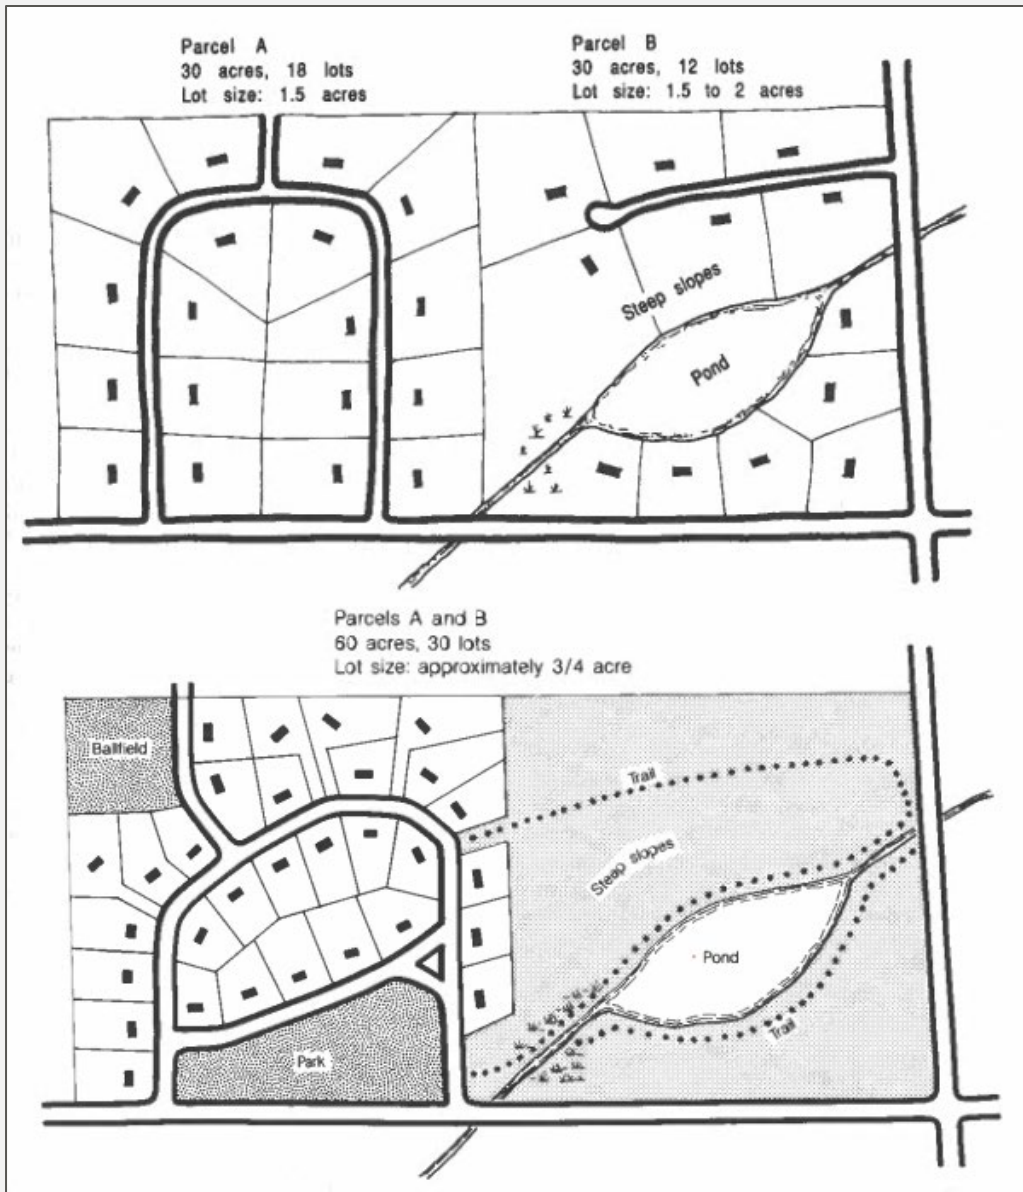 Parcel A
30 acres, 18 lots
Lot size: 1.5 acres
Parcel B
30 acres, 12 lots
Lot size: 1.5 to 2 acres
Steep slopes
Pond
Parcels A and B
60 acres, 30 lots
Lot size: approximately 3/4 acre
Ballfield
Trail
Steep slopes
Pond
Trail
Park